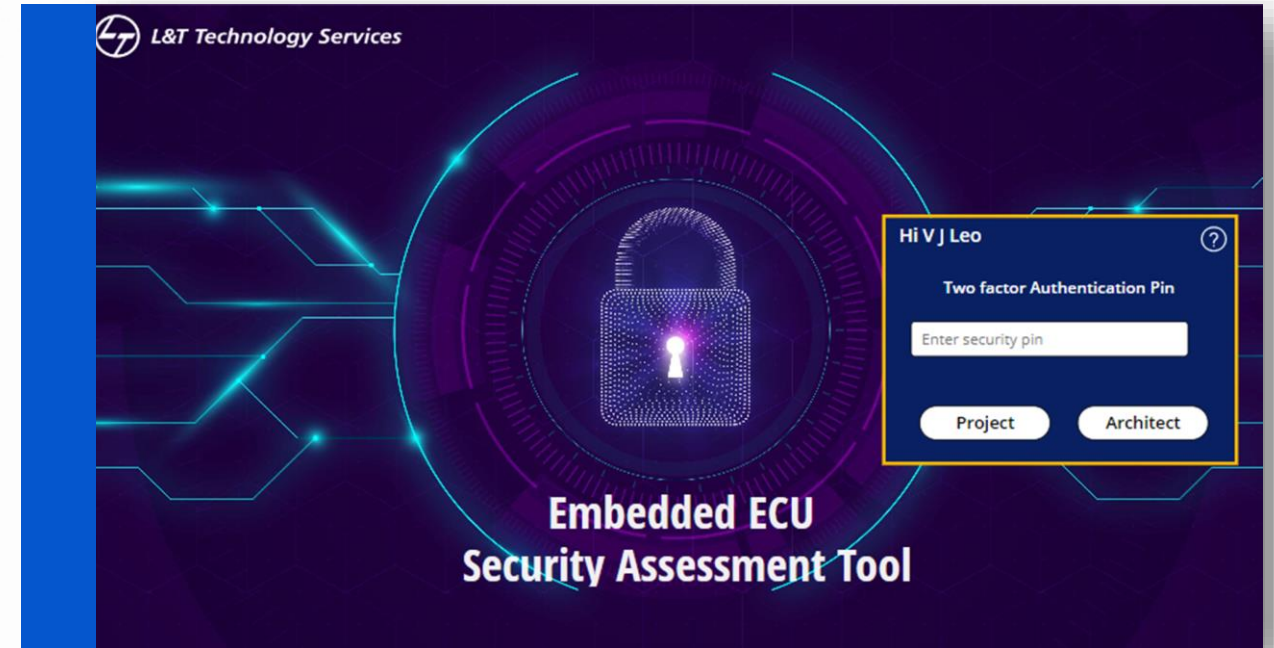 L&T Technology Services
Hi V J Leo
?
Two factor Authentication Pin
Enter security pin
Project
Architect
Embedded ECU
Security Assessment Tool